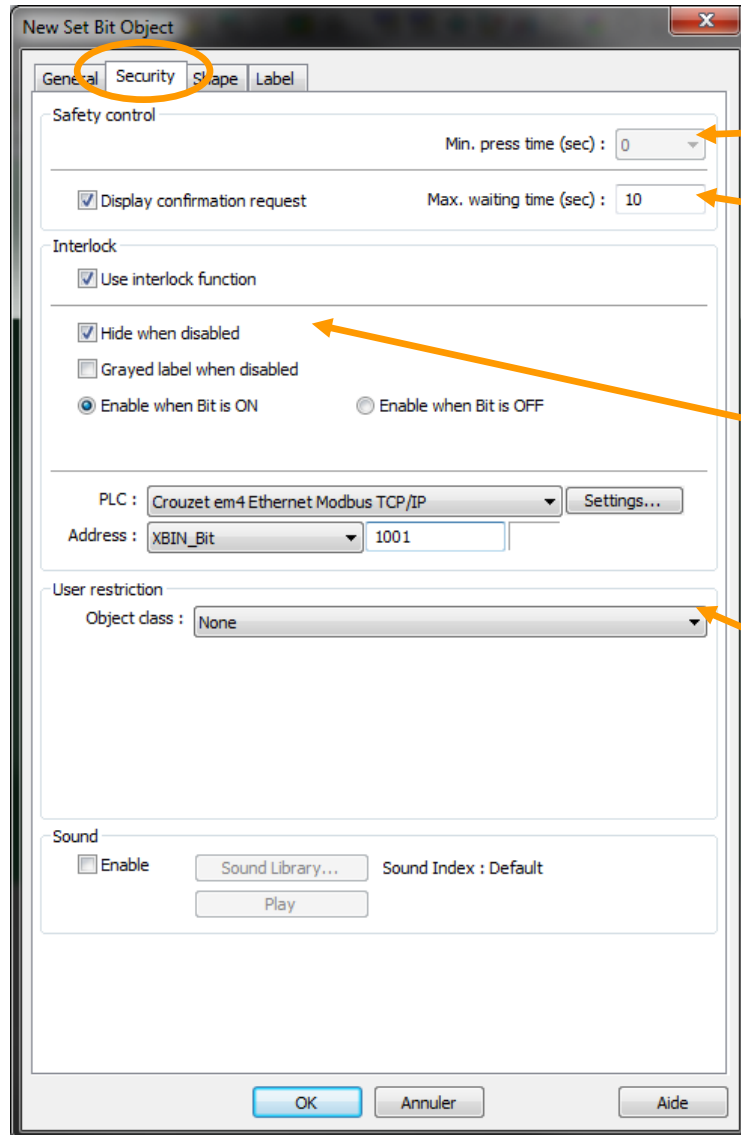 New Set Bit Object
General Security Shape Label
Safety control
Min. press time (sec) : 0
Display confirmation request Max. waiting time (sec) : 10
Interlock
Use interlock function
Hide when disabled
Grayed label when disabled
Enable when Bit is ON Enable when Bit is OFF
PLC : Crouzet em4 Ethernet Modbus TCP/IP Settings...
Address : XBIN_Bit 1001
User restriction
Object class : None
Sound
Enable Sound Library... Sound Index : Default
Play
OK Annuler Aide